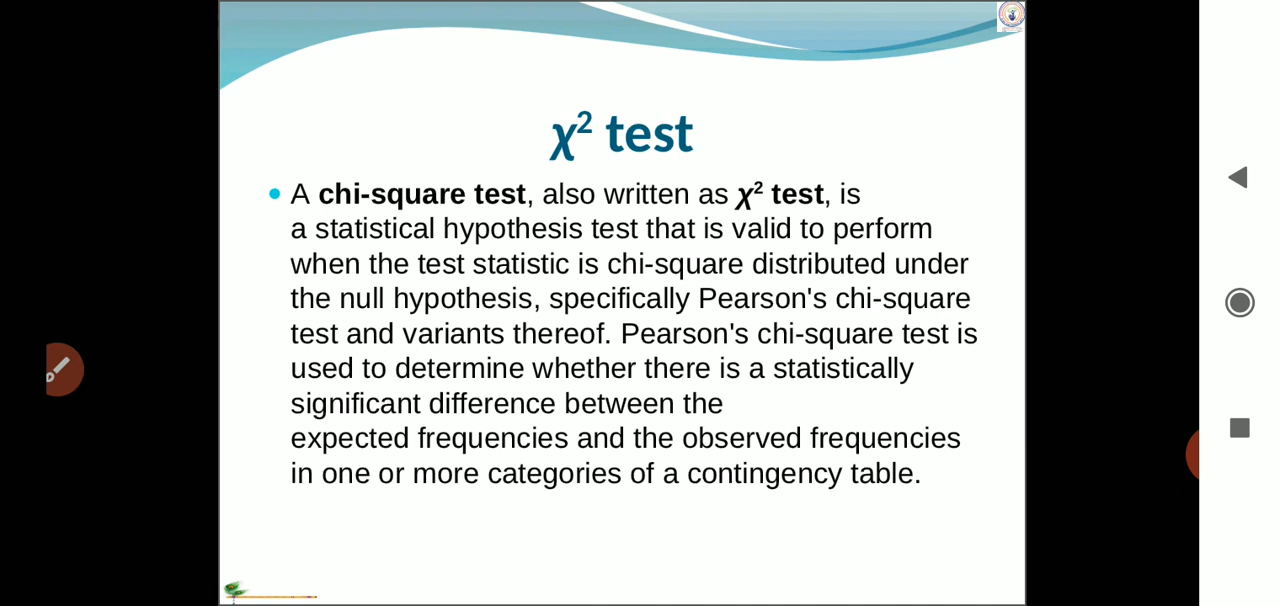 χ² test
A chi-square test, also written as χ² test, is
a statistical hypothesis test that is valid to perform
when the test statistic is chi-square distributed under
the null hypothesis, specifically Pearson's chi-square
test and variants thereof. Pearson's chi-square test is
used to determine whether there is a statistically
significant difference between the
expected frequencies and the observed frequencies
in one or more categories of a contingency table.